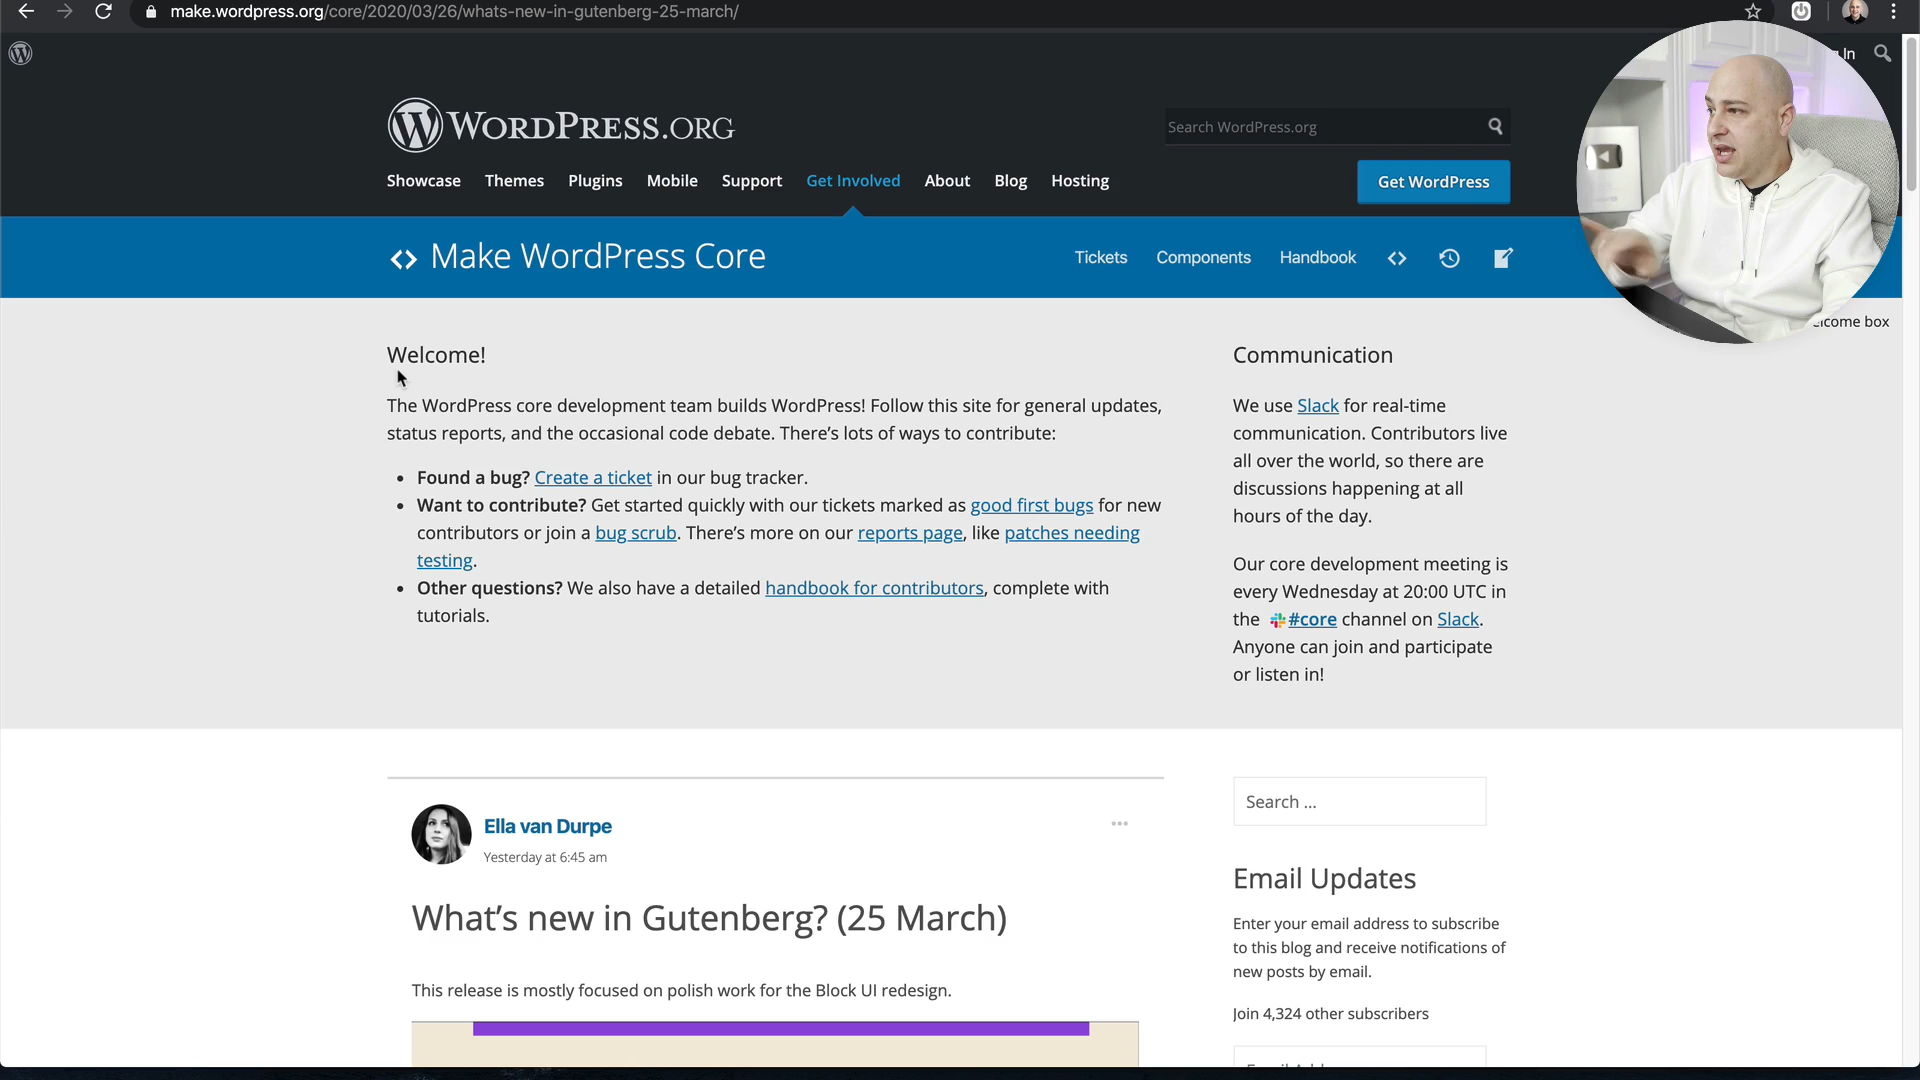 make.wordpress.org/core/2020/03/26/whats-new-in-gutenberg-25-march/
In
WORDPRESS.ORG
Search WordPress.org
Showcase Themes Plugins Mobile Support Get Involved About Blog Hosting
Get WordPress
Make WordPress Core
Tickets Components Handbook
box
Welcome!
The WordPress core development team builds WordPress! Follow this site for general updates,
status reports, and the occasional code debate. There’s lots of ways to contribute:
• Found a bug? Create a ticket in our bug tracker.
• Want to contribute? Get started quickly with our tickets marked as good first bugs for new
contributors or join a bug scrub. There’s more on our reports page, like patches needing
testing.
• Other questions? We also have a detailed handbook for contributors, complete with
tutorials.
Communication
We use Slack for real-time
communication. Contributors live
all over the world, so there are
discussions happening at all
hours of the day.
Our core development meeting is
every Wednesday at 20:00 UTC in
the #core channel on Slack.
Anyone can join and participate
or listen in!
Ella van Durpe
Yesterday at 6:45 am
What’s new in Gutenberg? (25 March)
This release is mostly focused on polish work for the Block UI redesign.
Search ...
Email Updates
Enter your email address to subscribe
to this blog and receive notifications of
new posts by email.
Join 4,324 other subscribers